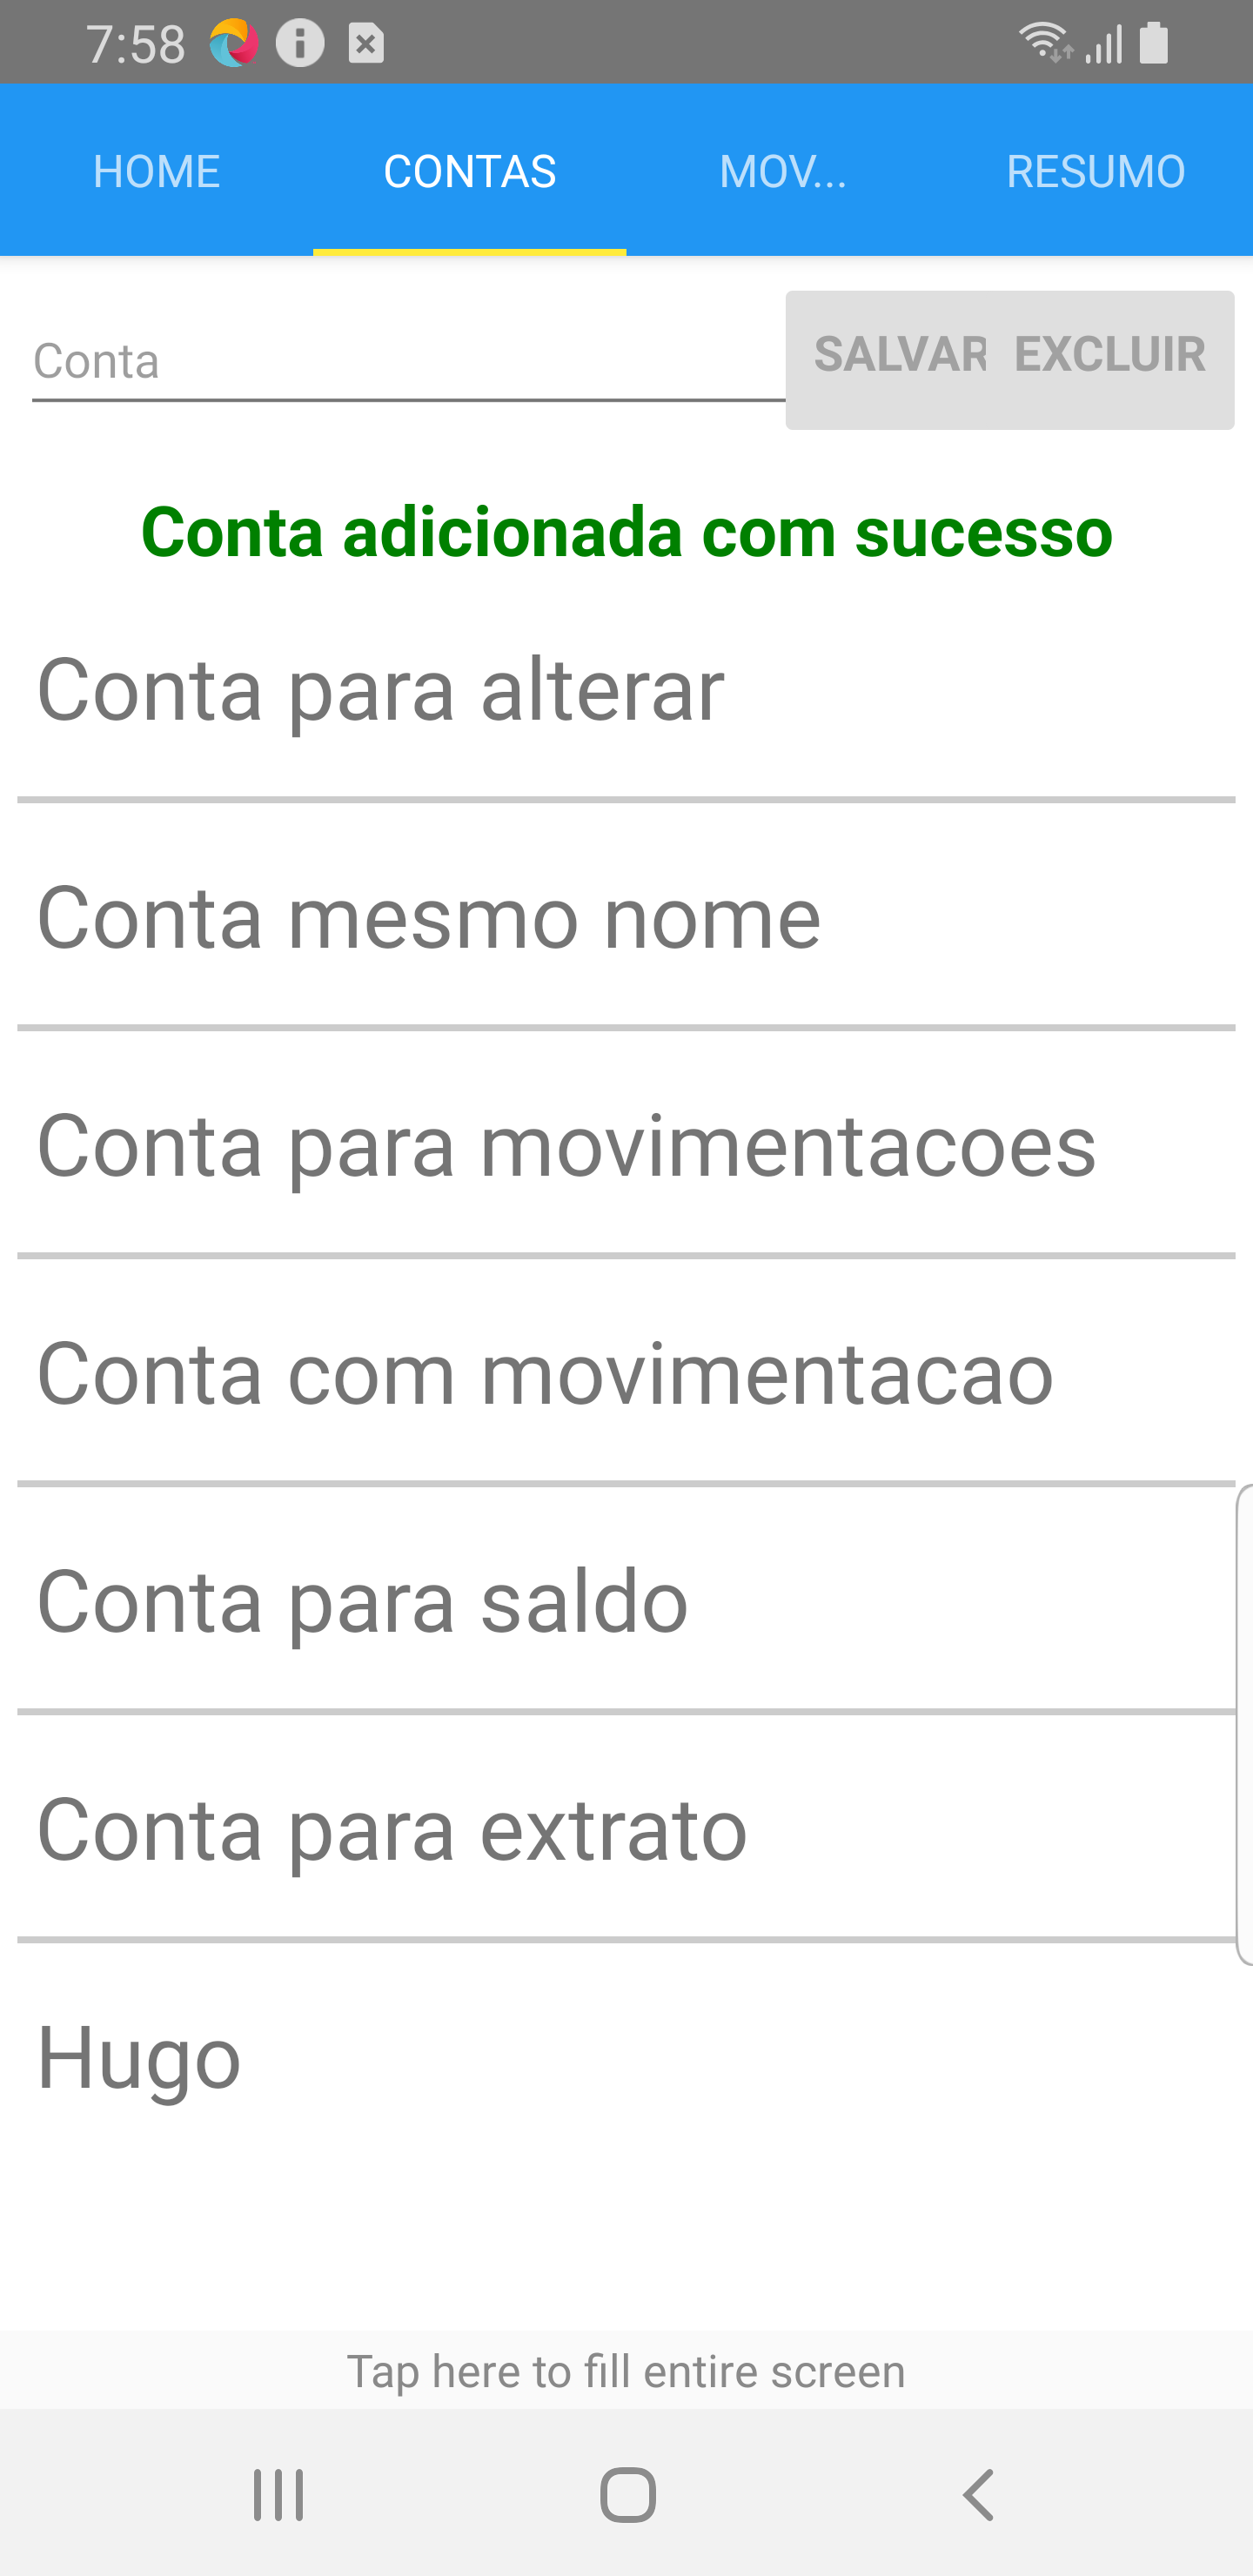 7:58
HOME CONTAS MOV... RESUMO
Conta SALVAR EXCLUIR
Conta adicionada com sucesso
Conta para alterar
Conta mesmo nome
Conta para movimentacoes
Conta com movimentacao
Conta para saldo
Conta para extrato
Hugo
Tap here to fill entire screen